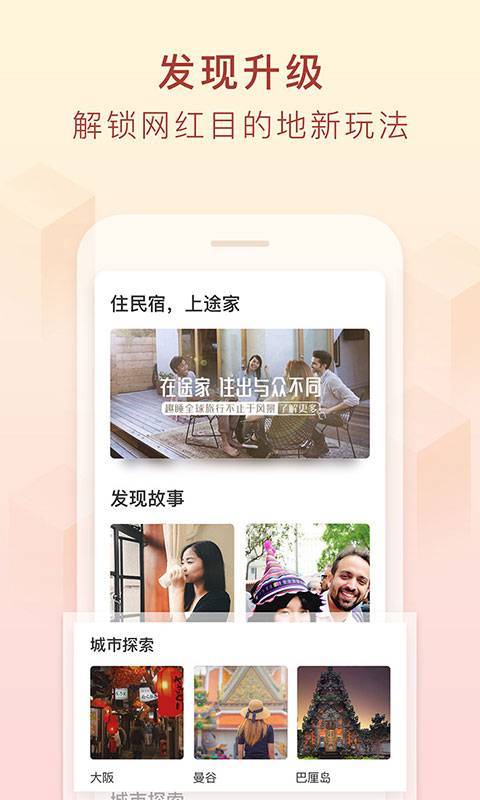 发现升级
解锁网红目的地新玩法
住民宿，上途家
在途家 住出与众不同
趣睡全球旅行不止于风景 了解更多
发现故事
城市探索
大阪
曼谷
巴厘岛
城市探索